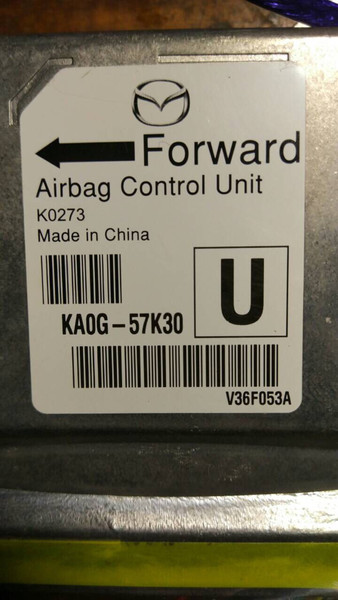 Forward
Airbag Control Unit
K0273
Made in China
KA0G-57K30
U
V36F053A